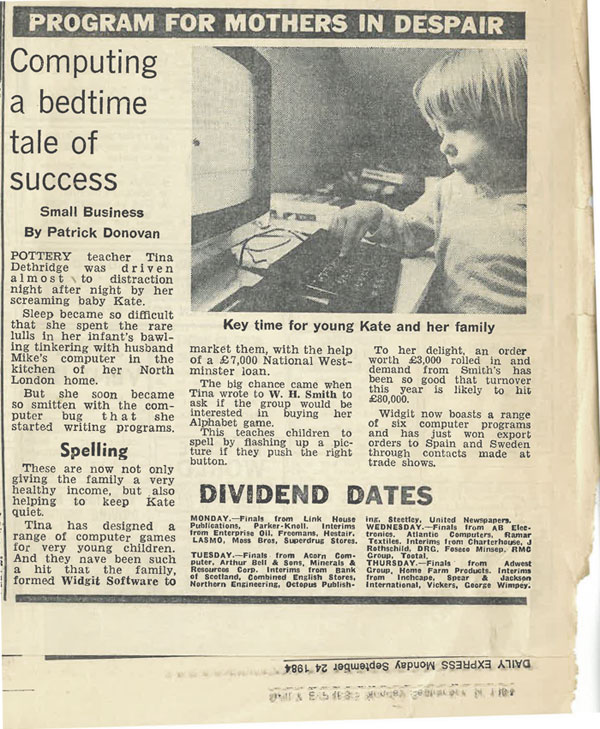 PROGRAM FOR MOTHERS IN DESPAIR
Computing
a bedtime
tale of
success
Small Business
By Patrick Donovan
POTTERY teacher Tina
Dethridge was driven
almost to distraction
night after night by her
screaming baby Kate.
Sleep became so difficult
that she spent the rare
lulls in her infant's bawl-
ing tinkering with husband
Mike's computer in the
kitchen of her North
London home.
But she soon became
so smitten with the com-
puter bug that she
started writing programs.
Spelling
These are now not only
giving the family a very
healthy income, but also
helping to keep Kate
quiet.
Tina has designed a
range of computer games
for very young children.
And they have been such
a hit that the family,
formed Widgit Software to
Key time for young Kate and her family
market them, with the help
of a £7,000 National West-
minster loan.
The big chance came when
Tina wrote to W. H. Smith to
ask if the group would be
interested in buying her
Alphabet game.
This teaches children to
spell by flashing up a pic-
ture if they push the right
button.
To her delight, an order
worth £3,000 rolled in and
demand from Smith's has
been so good that turnover
this year is likely to hit
£80,000.
Widgit now boasts a range
of six computer programs
and has just won export
orders to Spain and Sweden
through contacts made at
trade shows.
DIVIDEND DATES
MONDAY.—Finals from Link House
Publications, Parker-Knoll. Interims
from Enterprise Oil, Freemans, Hestair,
LASMO, Moss Bros, Superdrug Stores.
TUESDAY.—Finals from Acorn Com-
puter, Arthur Bell & Sons, Minerals &
Resources Corp. Interims from Bank
of Scotland, Combined English Stores,
Northern Engineering, Octopus Publish-
ing, Steetley, United Newspapers.
WEDNESDAY.—Finals from AB Elec-
tronics, Atlantic Computers, Ramar
Textiles. Interims from Charterhouse, J
Rothschild, DRG, Foseco Minsep, RMC
Group, Tootal.
THURSDAY.—Finals from Adwest
Group, Home Farm Products. Interims
from Inchcape, Spear & Jackson
International, Vickers, George Wimpey.
DAILY EXPRESS Monday September 24 1984